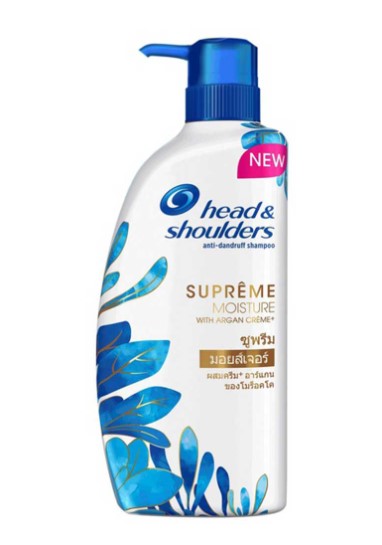 NEW
head &
shoulders
anti-dandruff shampoo
SUPRÊME
MOISTURE
WITH ARGAN CRÈME+
ซูพรีม
มอยส์เจอร์
ผสมครีม+ อาร์แกน
ของโมร็อคโค